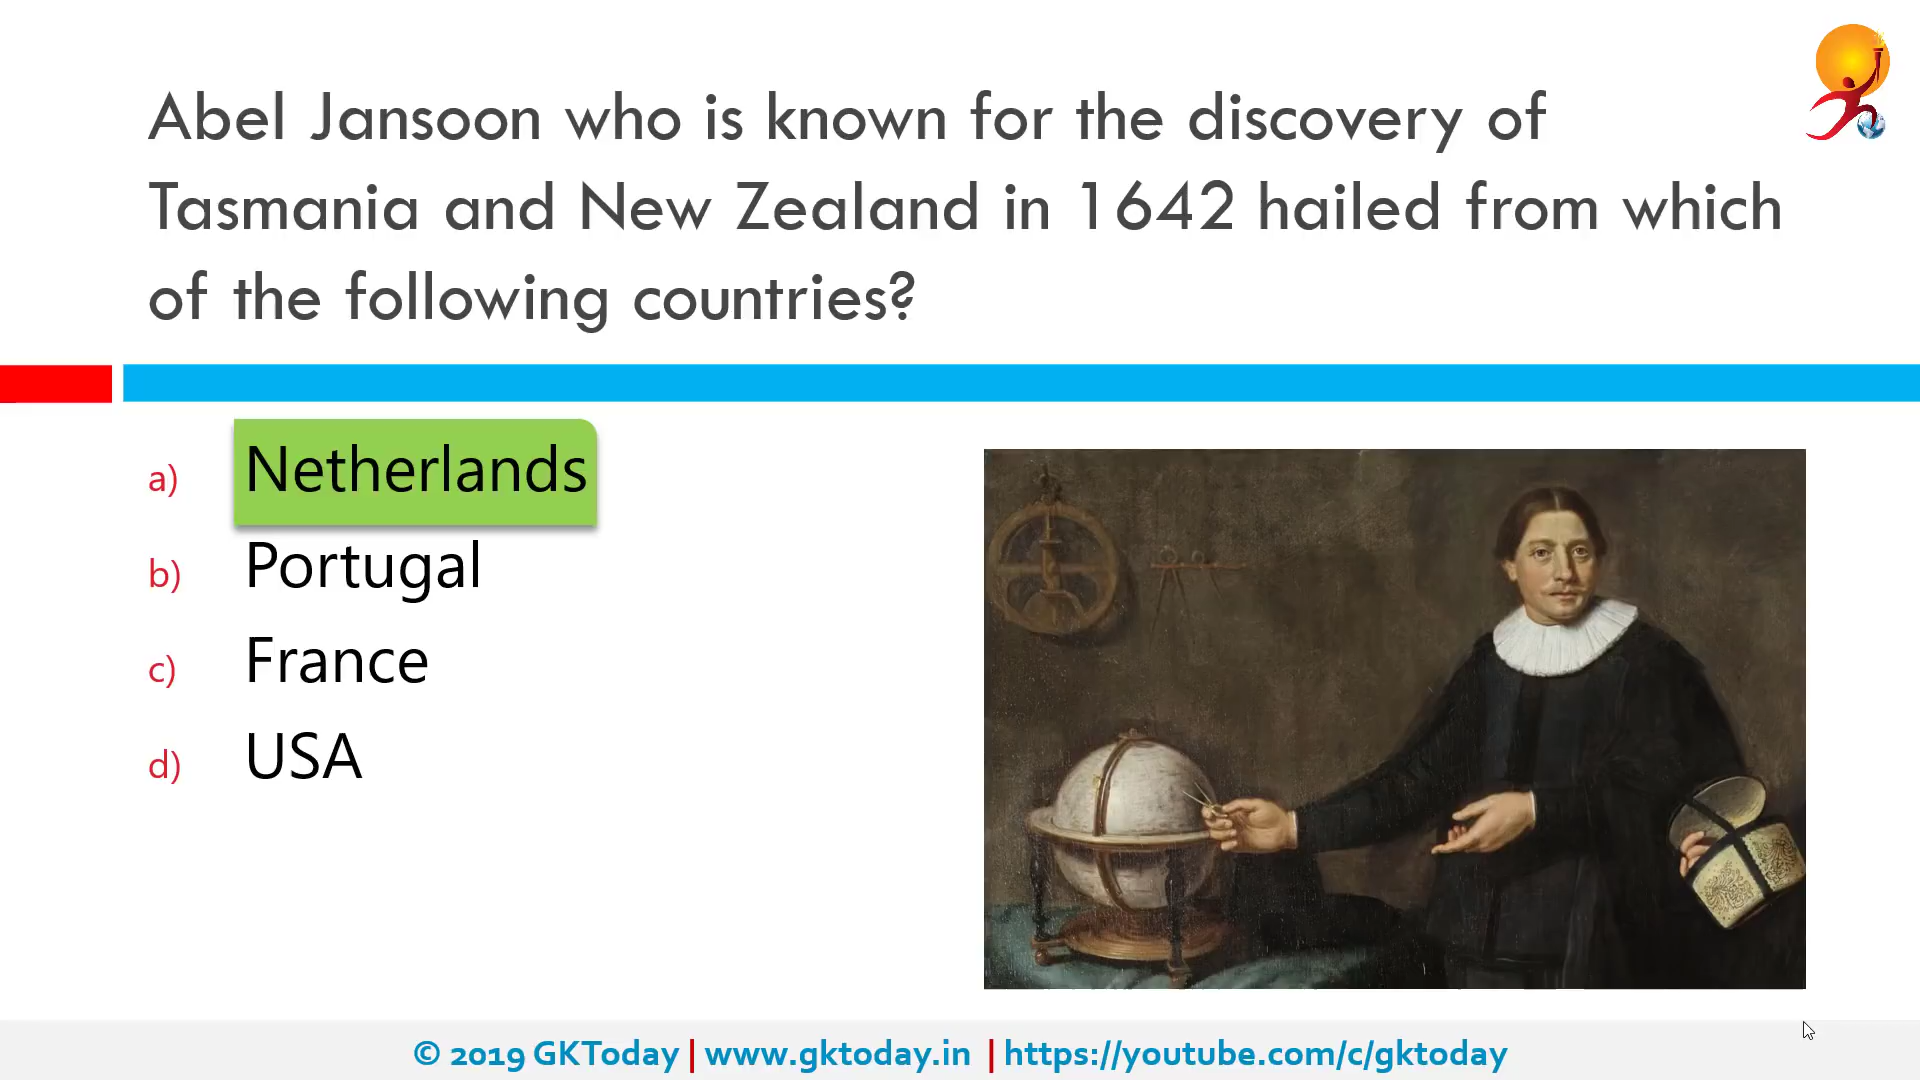 Abel Jansoon who is known for the discovery of
Tasmania and New Zealand in 1642 hailed from which
of the following countries?
a) Netherlands
b) Portugal
c) France
d) USA
© 2019 GKToday | www.gktoday.in | https://youtube.com/c/gktoday